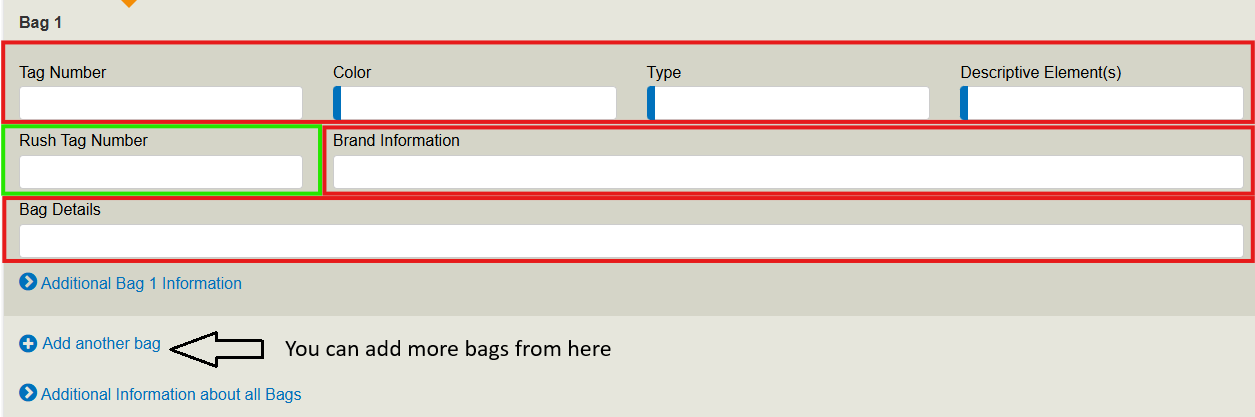 Bag 1
Tag Number Color Type Descriptive Element(s)
Rush Tag Number Brand Information
Bag Details
Additional Bag 1 Information
Add another bag You can add more bags from here
Additional Information about all Bags